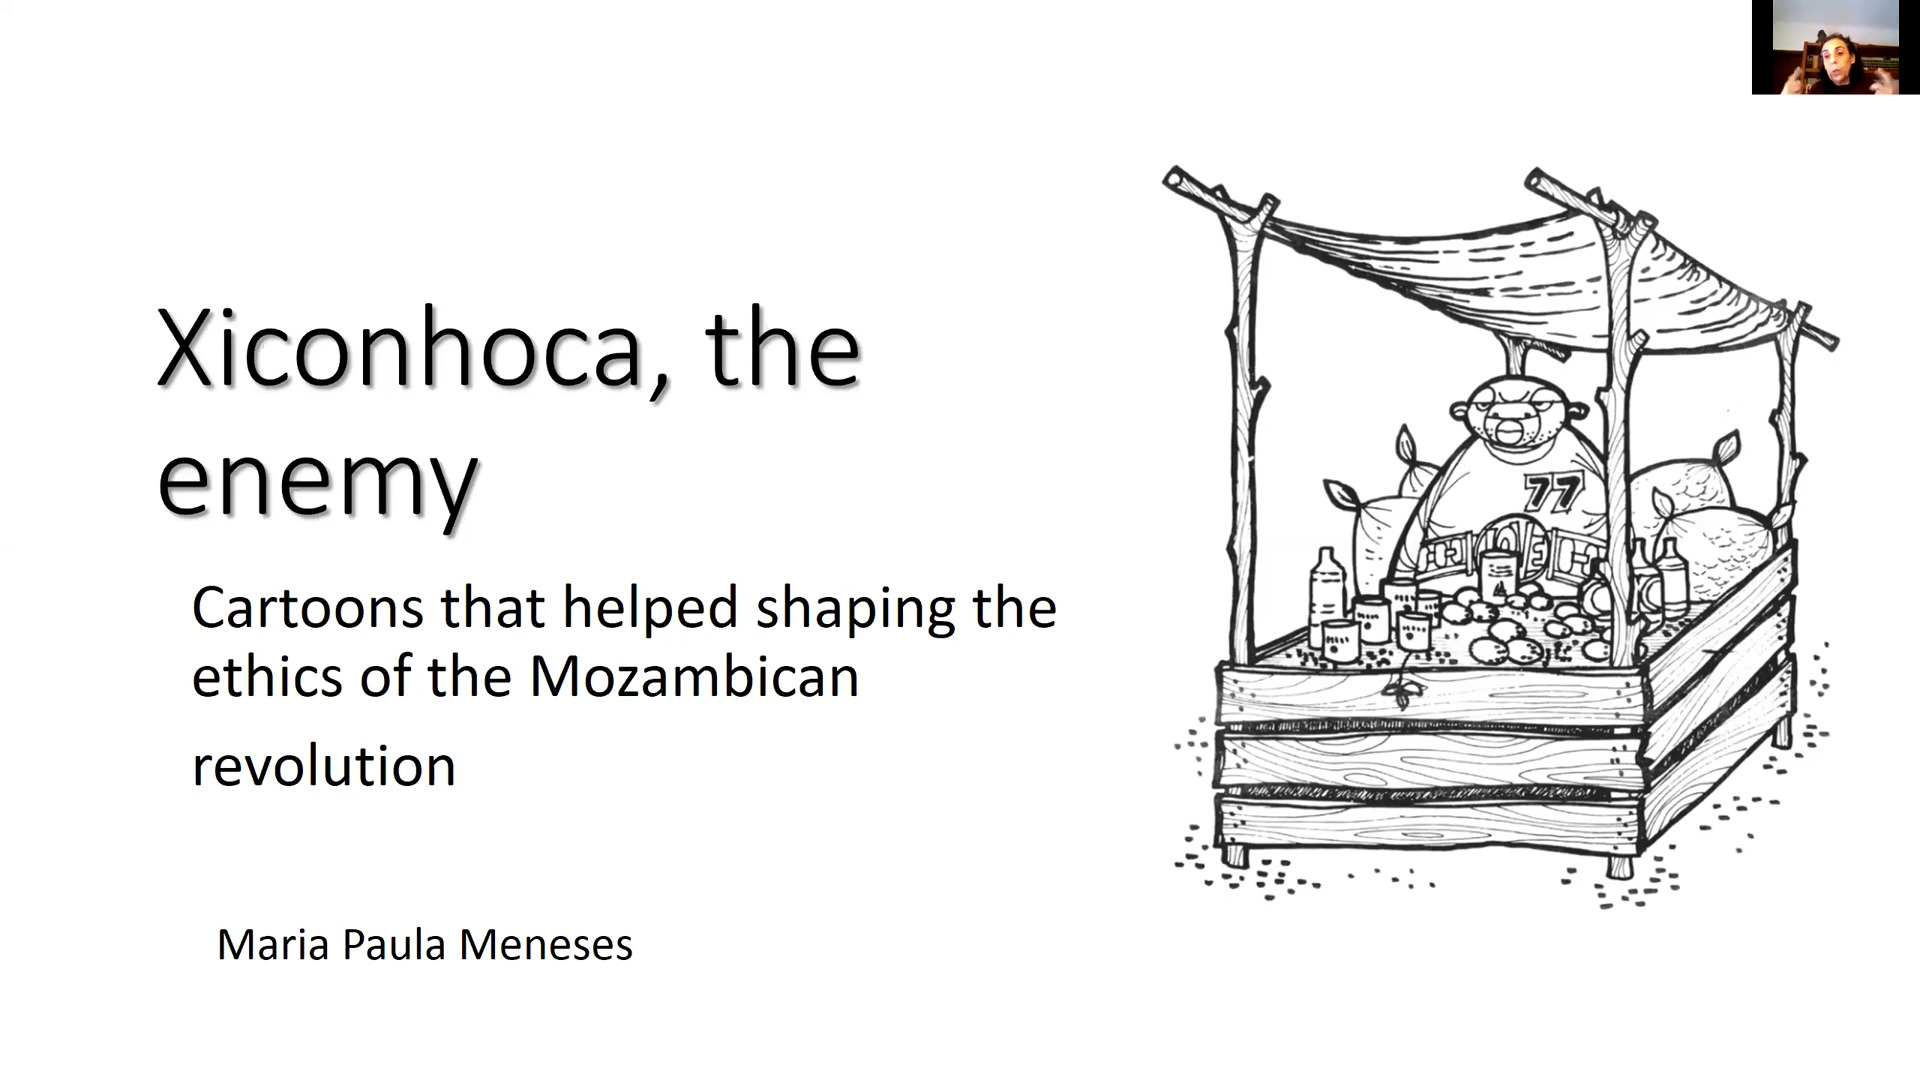 Xiconhoca, the
enemy
Cartoons that helped shaping the
ethics of the Mozambican
revolution
Maria Paula Meneses
77